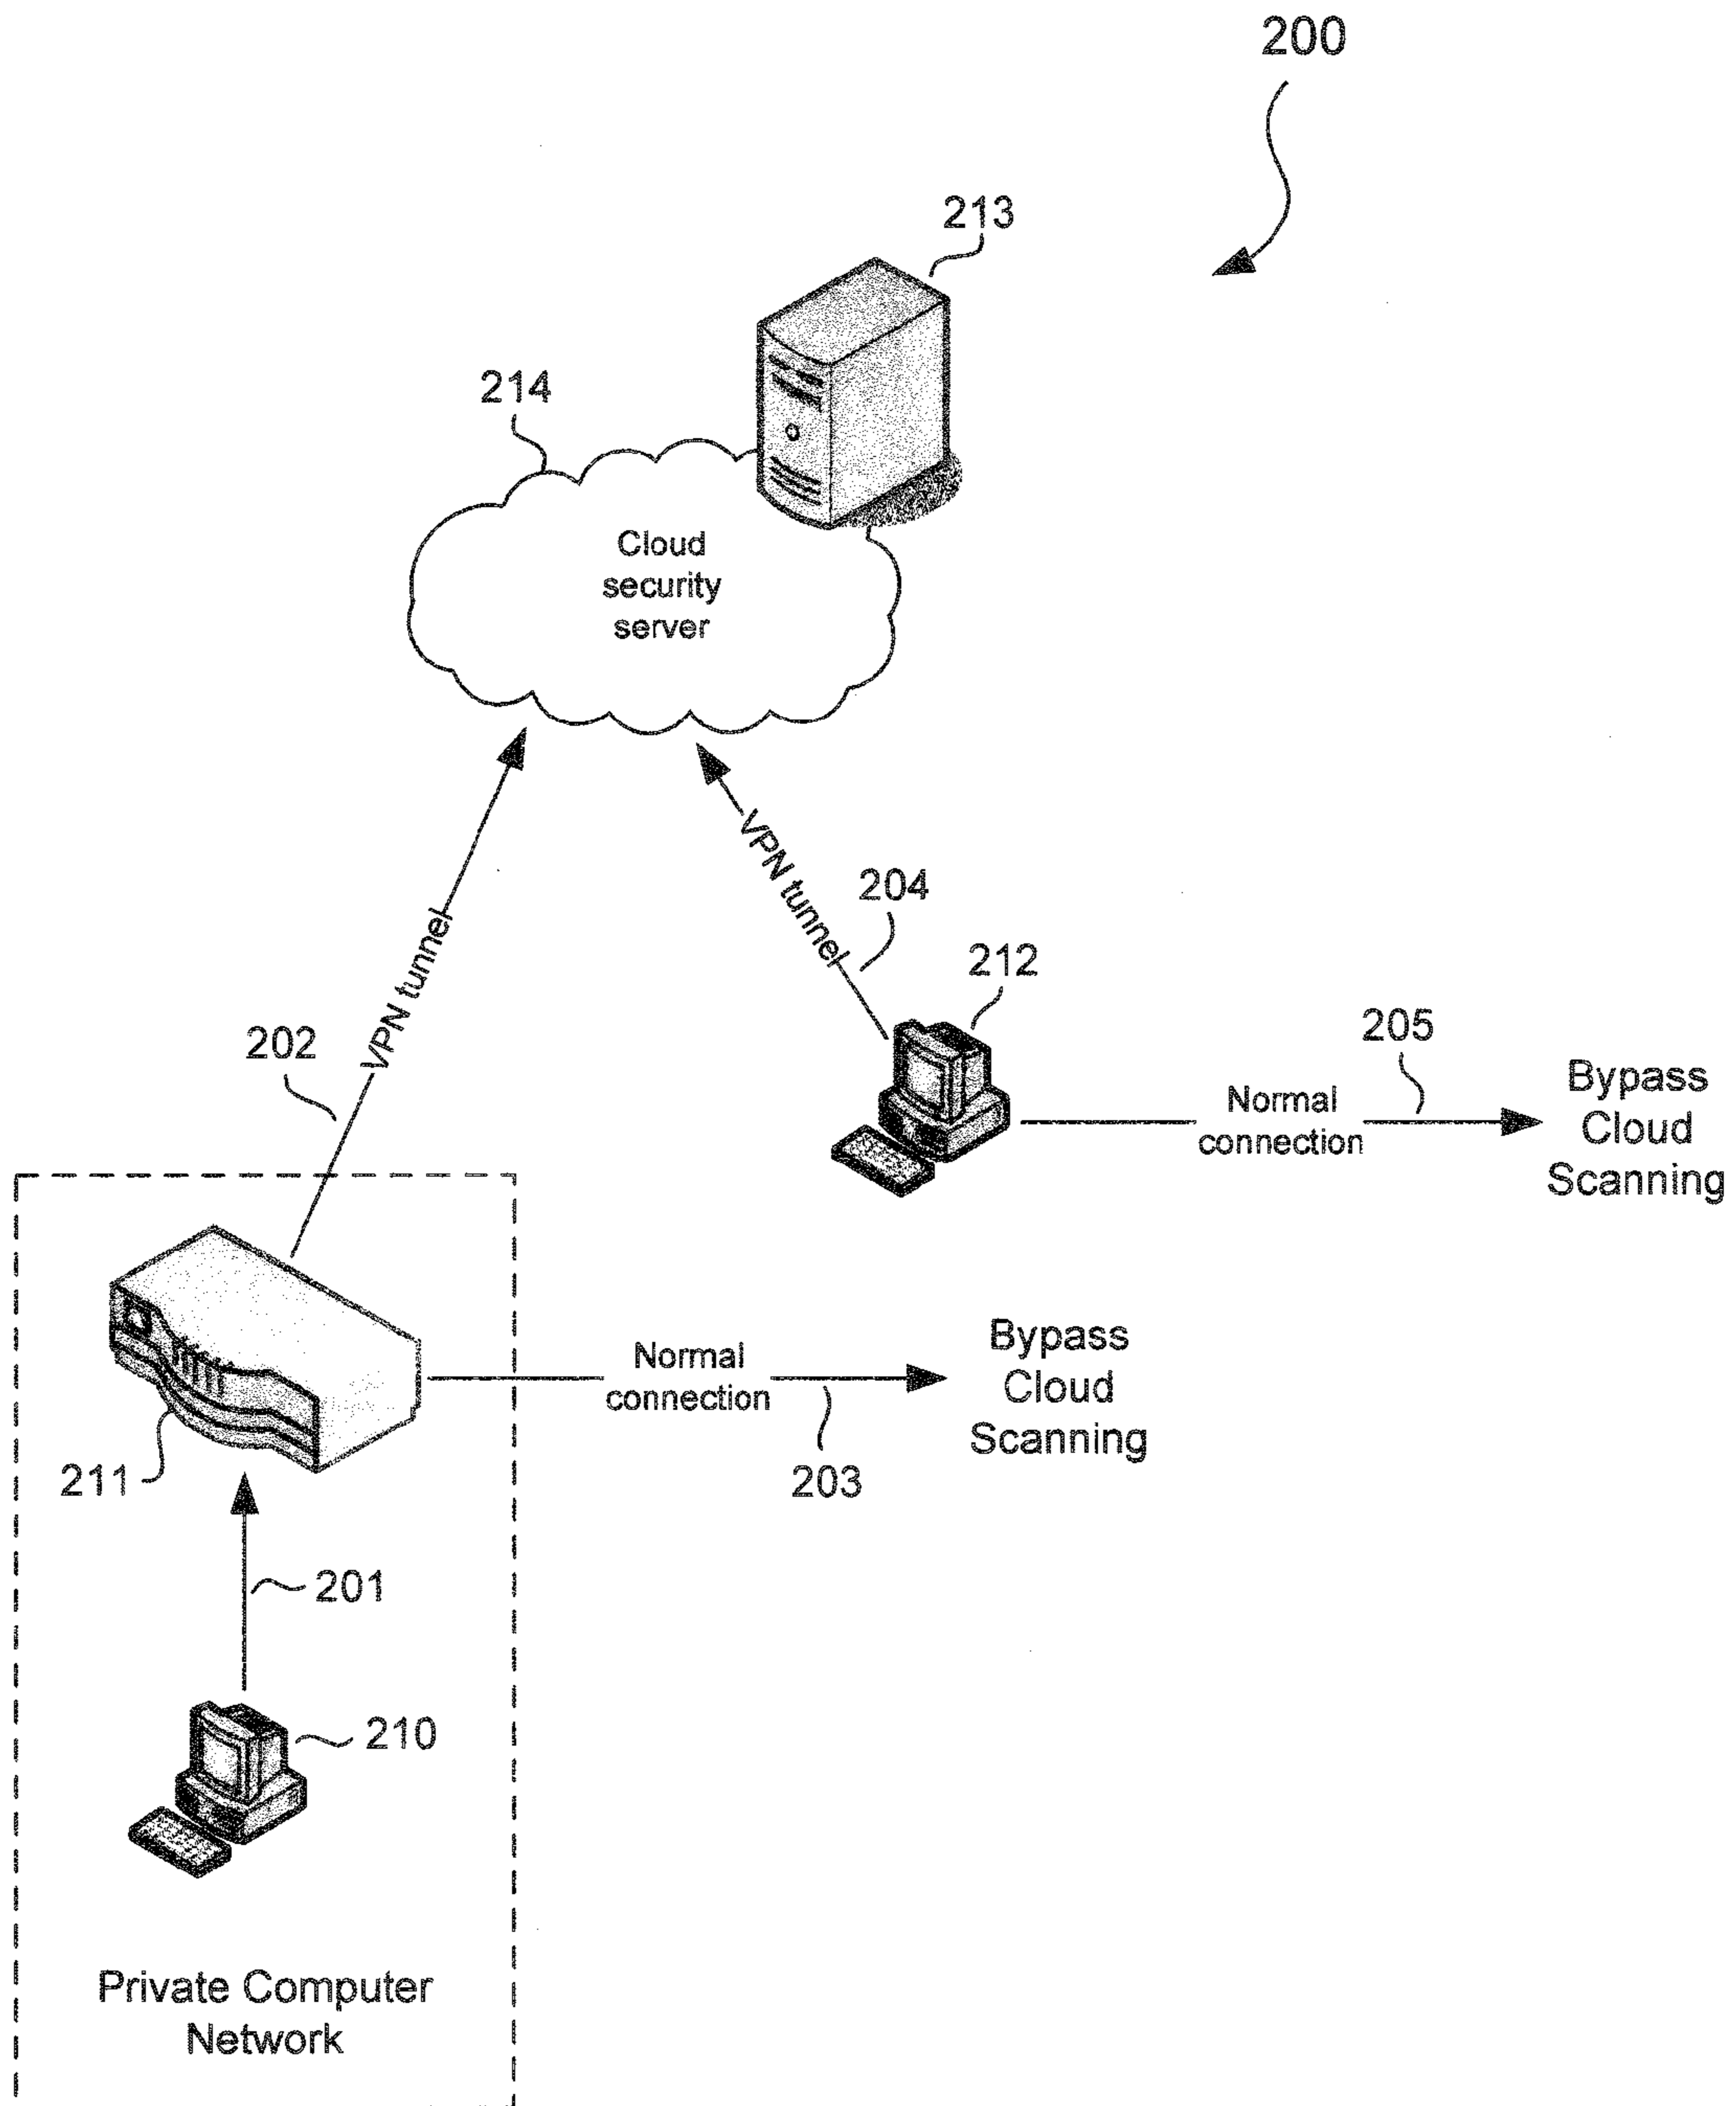 200
213
214
Cloud
security
server
VPN tunnel
VPN tunnel
204
212
202
205
Normal
connection
Bypass
Cloud
Scanning
Normal
connection
Bypass
Cloud
Scanning
211
203
201
210
Private Computer
Network